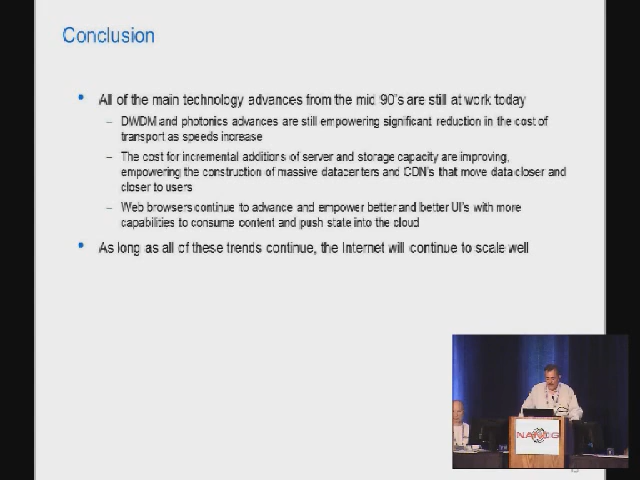 Conclusion
• All of the main technology advances from the mid 90's are still at work today
– DWDM and photonics advances are still empowering significant reduction in the cost of
transport as speeds increase
– The cost for incremental additions of server and storage capacity are improving,
empowering the construction of massive datacenters and CDN's that move data closer and
closer to users
– Web browsers continue to advance and empower better and better UI's with more
capabilities to consume content and push state into the cloud
• As long as all of these trends continue, the Internet will continue to scale well
NANOG